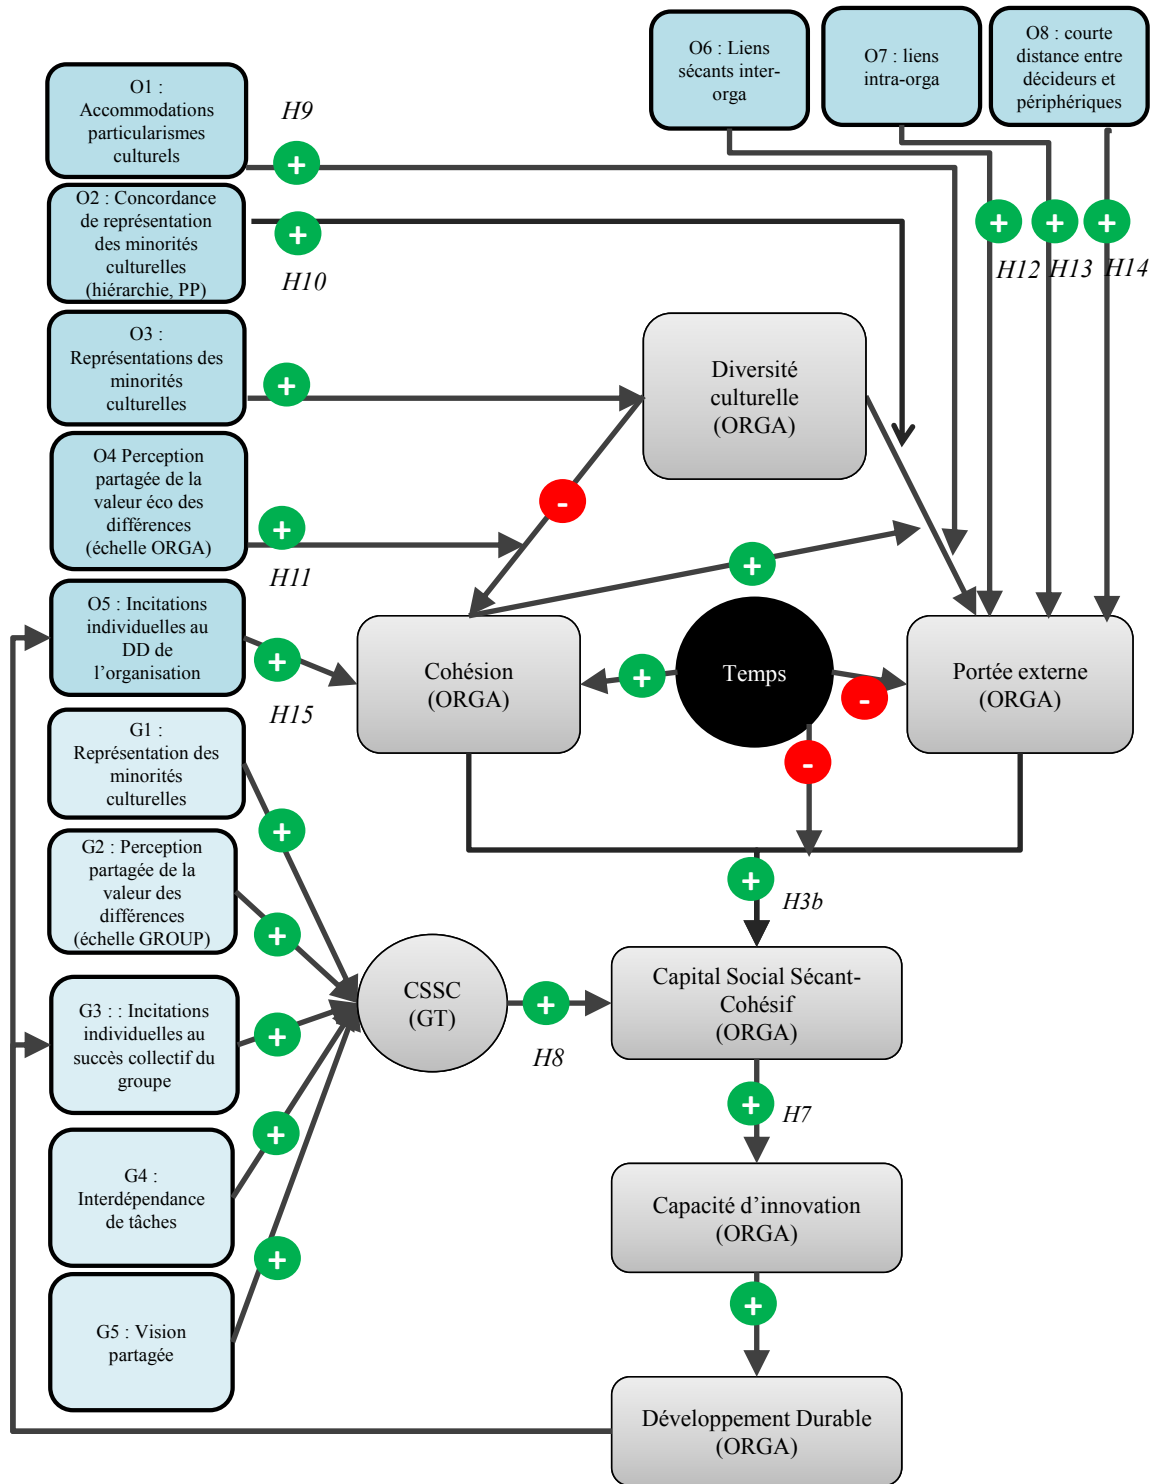 O6 : Liens
sécants inter-
orga
O7 : liens
intra-orga
O8 : courte
distance entre
décideurs et
périphériques
O1 :
Accommodations
particularismes
culturels
H9
+
O2 : Concordance
de représentation
des minorités
culturelles
(hiérarchie, PP)
+
H10
+
+
+
H12
H13
H14
O3 :
Représentations des
minorités
culturelles
+
Diversité
culturelle
(ORGA)
O4 Perception
partagée de la
valeur éco des
différences
(échelle ORGA)
+
H11
-
+
O5 : Incitations
individuelles au
DD de
l’organisation
+
H15
Cohésion
(ORGA)
+
Temps
-
-
Portée externe
(ORGA)
G1 :
Représentation des
minorités
culturelles
+
G2 : Perception
partagée de la
valeur des
différences
(échelle GROUP)
+
+
H3b
G3 : : Incitations
individuelles au
succès collectif du
groupe
+
CSSC
(GT)
+
H8
Capital Social Sécant-
Cohésif
(ORGA)
+
H7
G4 :
Interdépendance
de tâches
+
Capacité d’innovation
(ORGA)
+
G5 : Vision
partagée
+
Développement Durable
(ORGA)